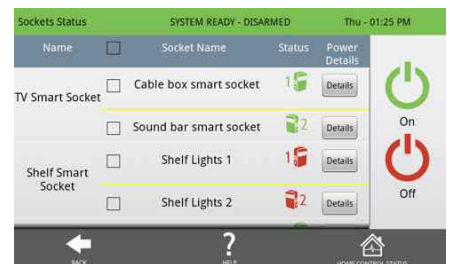 Sockets Status SYSTEM READY - DISARMED Thu - 01:25 PM
Name Socket Name Status Power Details
TV Smart Socket
Cable box smart socket 1 Details
Sound bar smart socket 2 Details
Shelf Smart Socket
Shelf Lights 1 1 Details
Shelf Lights 2 2 Details
On
Off
BACK
?
HELP
HOME CONTROL STATUS